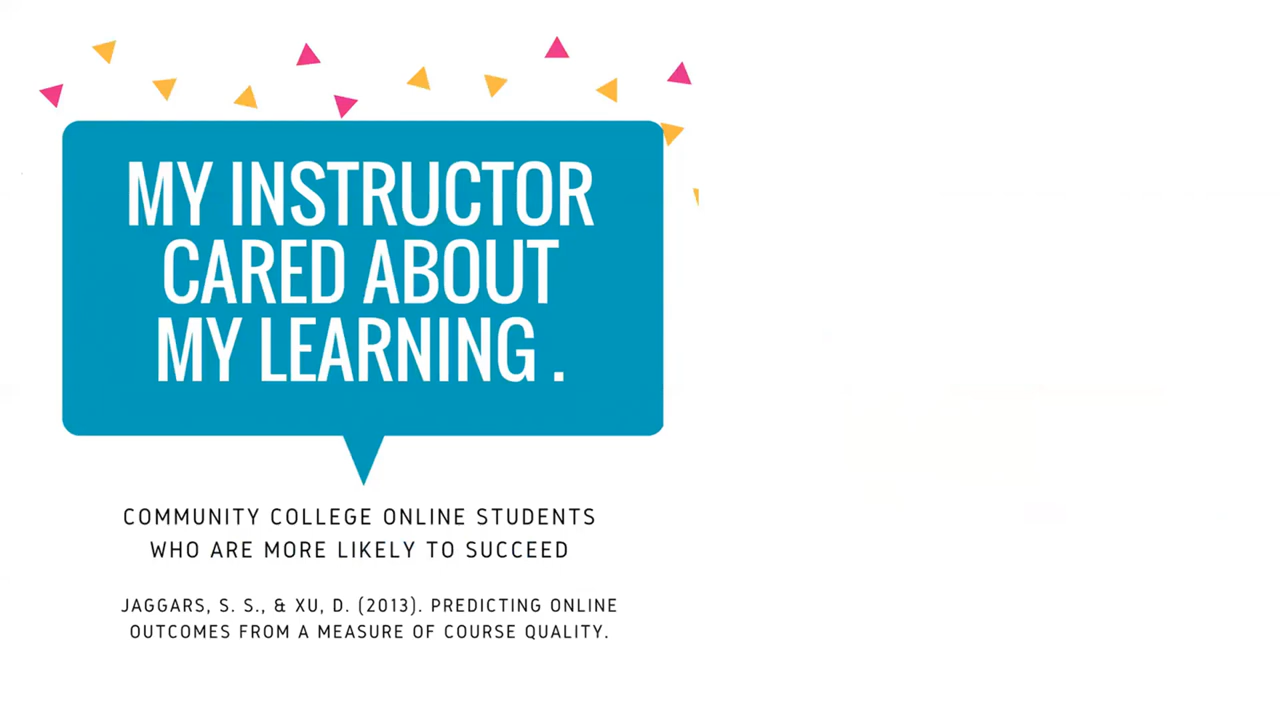 MY INSTRUCTOR
CARED ABOUT
MY LEARNING .
COMMUNITY COLLEGE ONLINE STUDENTS
WHO ARE MORE LIKELY TO SUCCEED
JAGGARS, S. S., & XU, D. (2013). PREDICTING ONLINE
OUTCOMES FROM A MEASURE OF COURSE QUALITY.